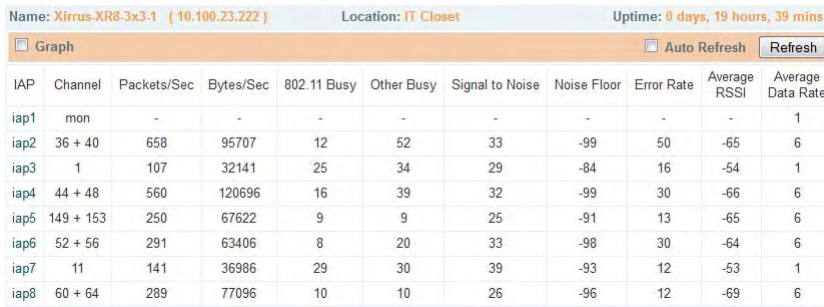 Name: Xirrus-XR8-3x3-1 ( 10.100.23.222 ) Location: IT Closet Uptime: 0 days, 19 hours, 39 mins
Graph Auto Refresh Refresh
IAP Channel Packets/Sec Bytes/Sec 802.11 Busy Other Busy Signal to Noise Noise Floor Error Rate Average RSSI Average Data Rate
iap1 mon - - - - - - - - 1
iap2 36 + 40 658 95707 12 52 33 -99 50 -65 6
iap3 1 107 32141 25 34 29 -84 16 -54 1
iap4 44 + 48 560 120696 16 39 32 -99 30 -66 6
iap5 149 + 153 250 67622 9 9 25 -91 13 -65 6
iap6 52 + 56 291 63406 8 20 33 -98 30 -64 6
iap7 11 141 36986 29 30 39 -93 12 -53 1
iap8 60 + 64 289 77096 10 10 26 -96 12 -69 6